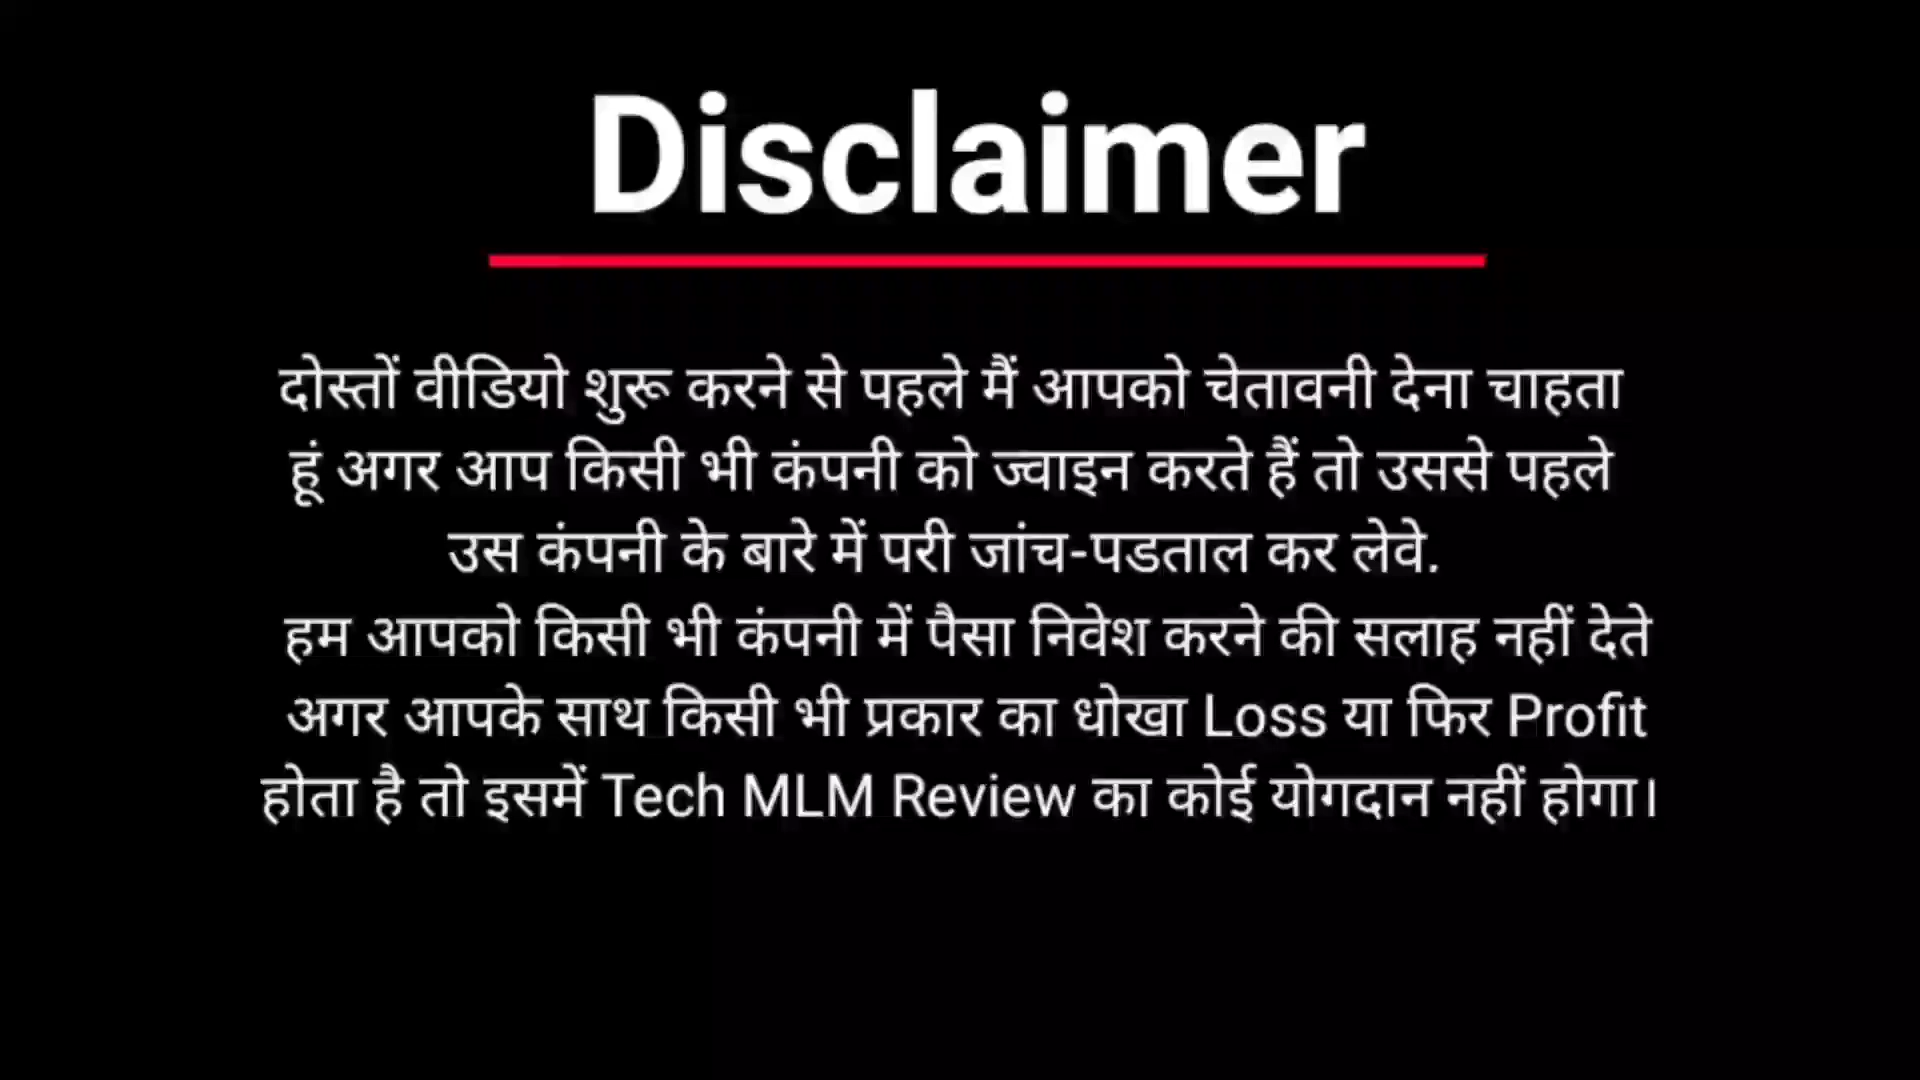 Disclaimer
दोस्तों वीडियो शुरू करने से पहले मैं आपको चेतावनी देना चाहता
हूं अगर आप किसी भी कंपनी को ज्वाइन करते हैं तो उससे पहले
उस कंपनी के बारे में परी जांच-पडताल कर लेवे.
हम आपको किसी भी कंपनी में पैसा निवेश करने की सलाह नहीं देते
अगर आपके साथ किसी भी प्रकार का धोखा Loss या फिर Profit
होता है तो इसमें Tech MLM Review का कोई योगदान नहीं होगा।